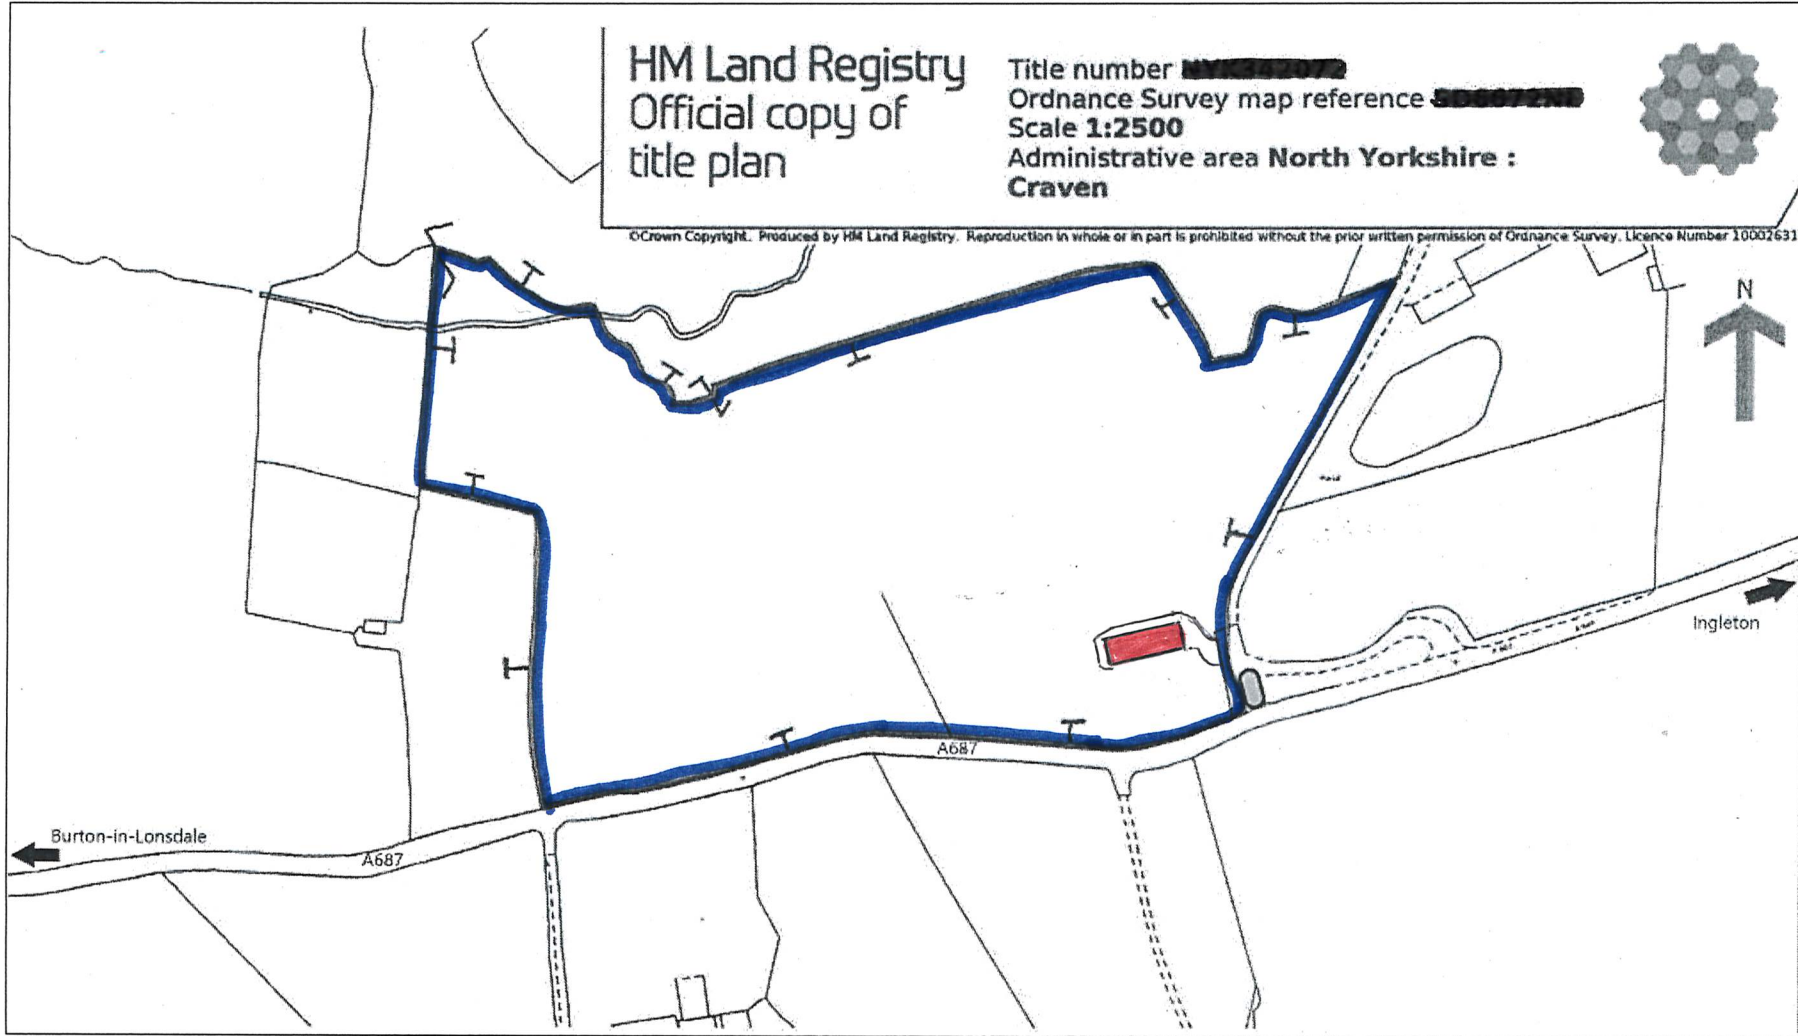 HM Land Registry
Official copy of
title plan
Title number
Ordnance Survey map reference
Scale 1:2500
Administrative area North Yorkshire :
Craven
©Crown Copyright. Produced by HM Land Registry. Reproduction in whole or in part is prohibited without the prior written permission of Ordnance Survey. Licence Number 10002631
N
Ingleton
A687
Burton-in-Lonsdale
A687